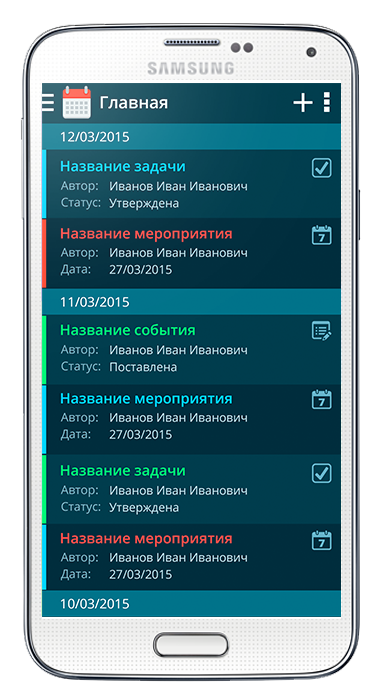 SAMSUNG
Главная
12/03/2015
Название задачи
Автор: Иванов Иван Иванович
Статус: Утверждена
Название мероприятия
7
Автор: Иванов Иван Иванович
Дата: 27/03/2015
11/03/2015
Название события
Автор: Иванов Иван Иванович
Статус: Поставлена
Название мероприятия
7
Автор: Иванов Иван Иванович
Дата: 27/03/2015
Название задачи
Автор: Иванов Иван Иванович
Статус: Утверждена
Название мероприятия
7
Автор: Иванов Иван Иванович
Дата: 27/03/2015
10/03/2015